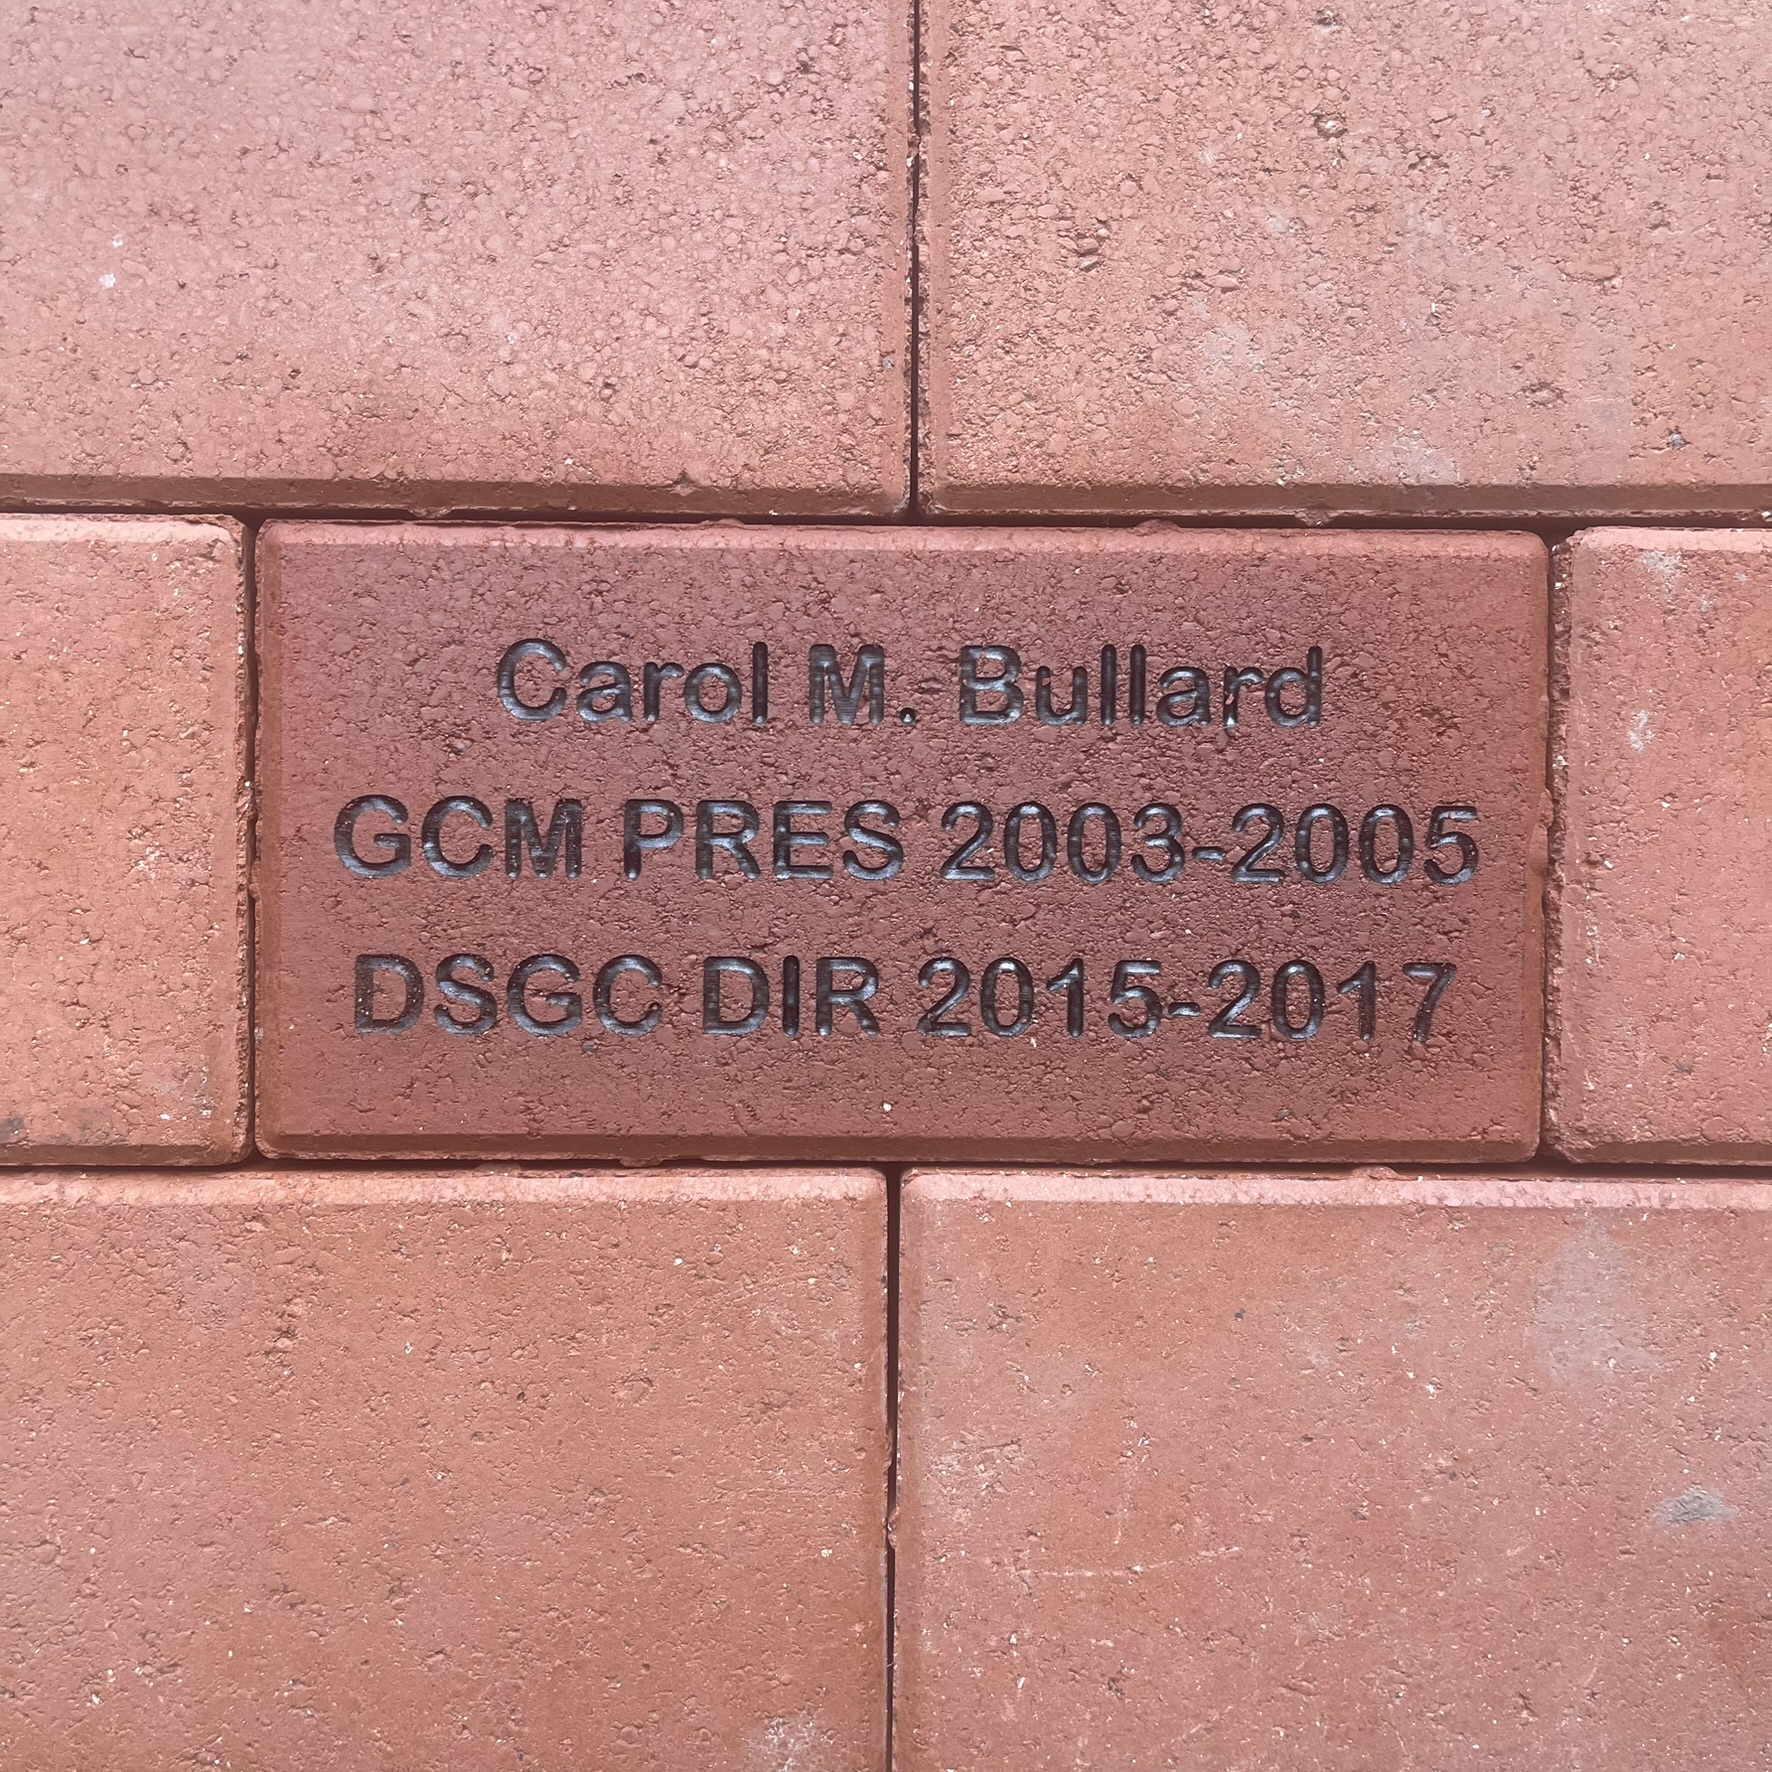 Carol M. Bullard
GCM PRES 2003-2005
DSGC DIR 2015-2017